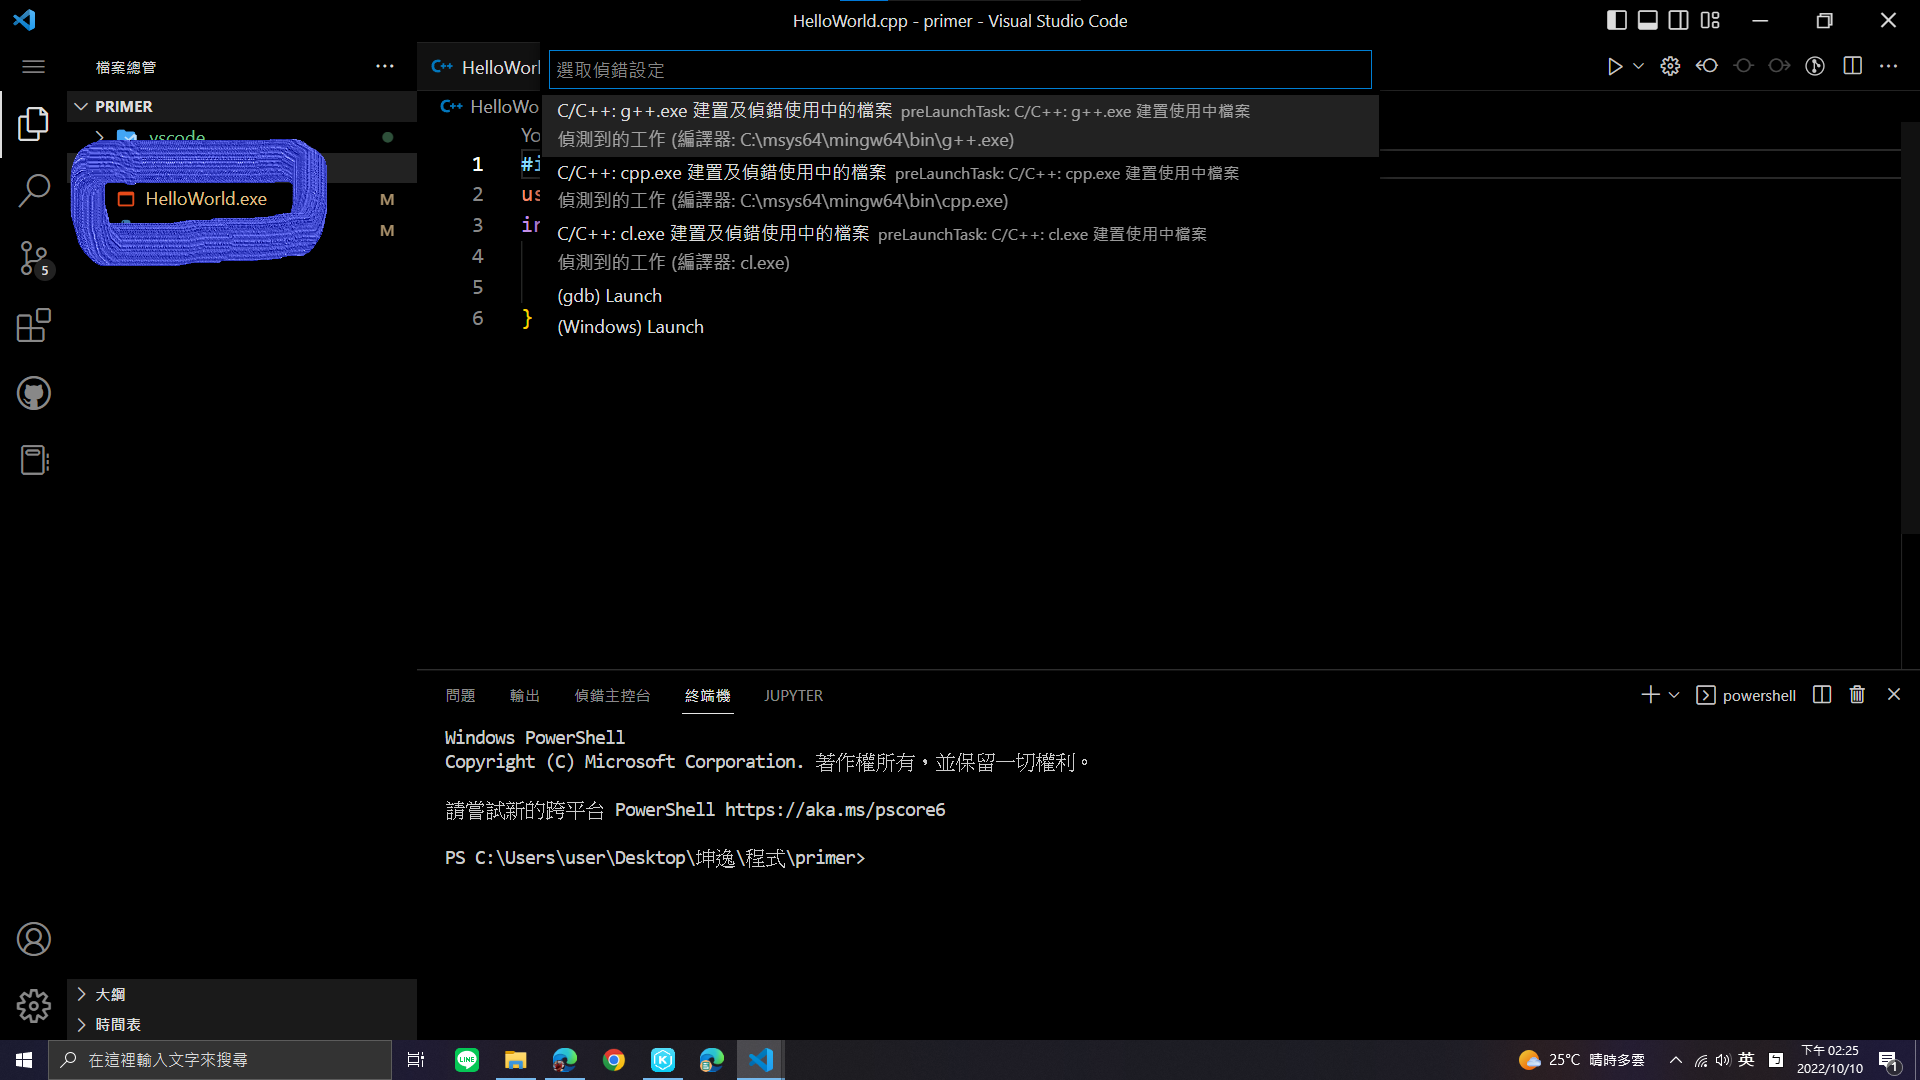 HelloWorld.cpp - primer - Visual Studio Code
檔案總管
PRIMER
.vscode
HelloWorld.exe M
M
5
HelloWorl
HelloWo
選取偵錯設定
C/C++: g++.exe 建置及偵錯使用中的檔案 preLaunchTask: C/C++: g++.exe 建置使用中檔案
偵測到的工作 (編譯器: C:\msys64\mingw64\bin\g++.exe)
C/C++: cpp.exe 建置及偵錯使用中的檔案 preLaunchTask: C/C++: cpp.exe 建置使用中檔案
偵測到的工作 (編譯器: C:\msys64\mingw64\bin\cpp.exe)
C/C++: cl.exe 建置及偵錯使用中的檔案 preLaunchTask: C/C++: cl.exe 建置使用中檔案
偵測到的工作 (編譯器: cl.exe)
(gdb) Launch
(Windows) Launch
Yo
1 #i
2 us
3 in
4
5
6 }
問題 輸出 偵錯主控台 終端機 JUPYTER
powershell
Windows PowerShell
Copyright (C) Microsoft Corporation. 著作權所有，並保留一切權利。
請嘗試新的跨平台 PowerShell https://aka.ms/pscore6
PS C:\Users\user\Desktop\坤逸\程式\primer>
大綱
時間表
在這裡輸入文字來搜尋
LINE
25°C 晴時多雲
英
下午 02:25
2022/10/10
1